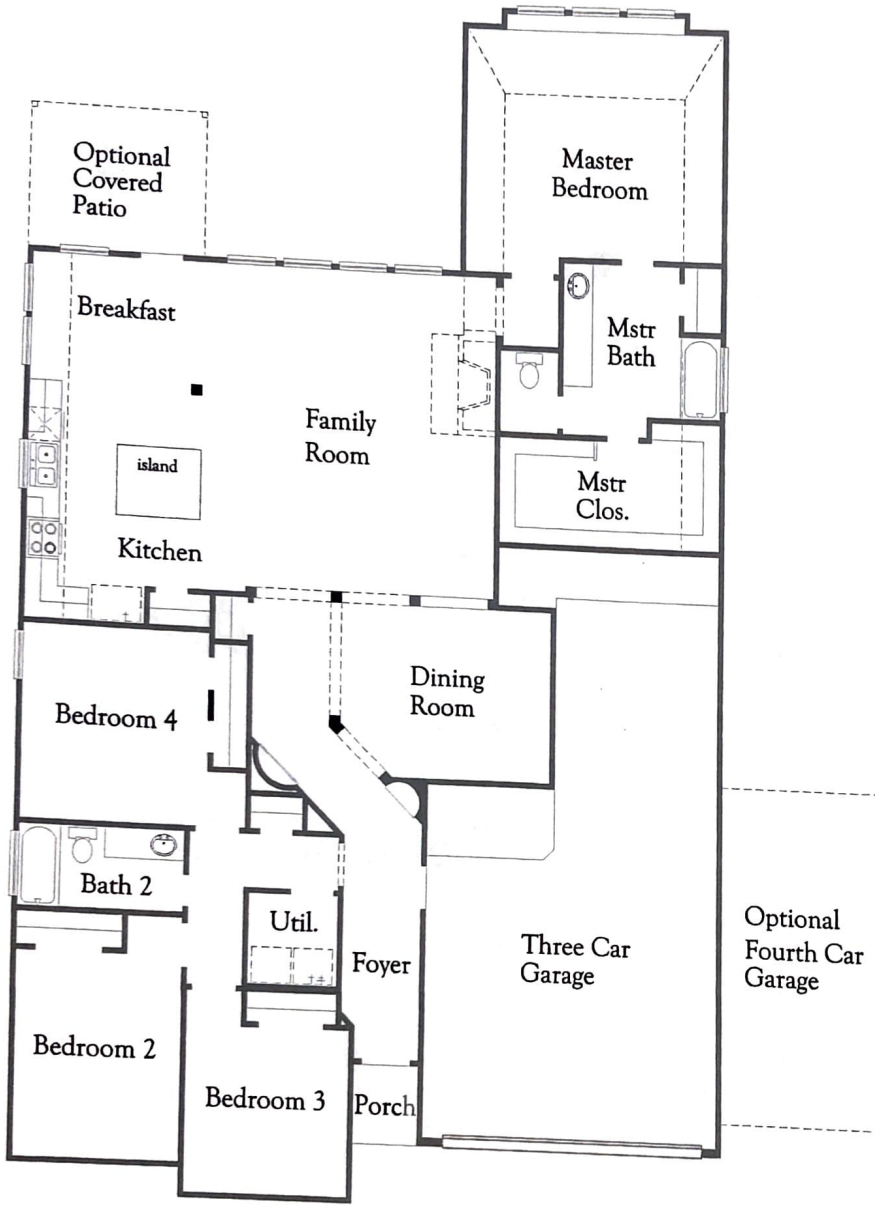 Optional
Covered
Patio
Master
Bedroom
Breakfast
Mstr
Bath
Family
Room
island
Mstr
Clos.
Kitchen
Dining
Room
Bedroom 4
Bath 2
Util.
Foyer
Three Car
Garage
Optional
Fourth Car
Garage
Bedroom 2
Bedroom 3
Porch